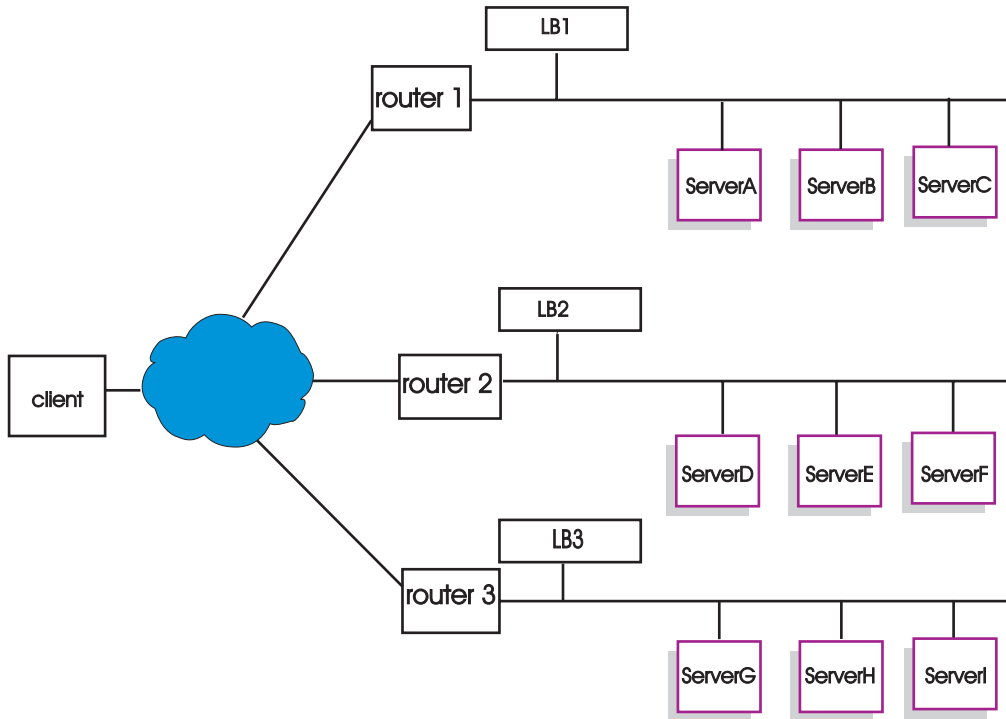 LB1
router 1
ServerA
ServerB
ServerC
LB2
client
router 2
ServerD
ServerE
ServerF
LB3
router 3
ServerG
ServerH
ServerI